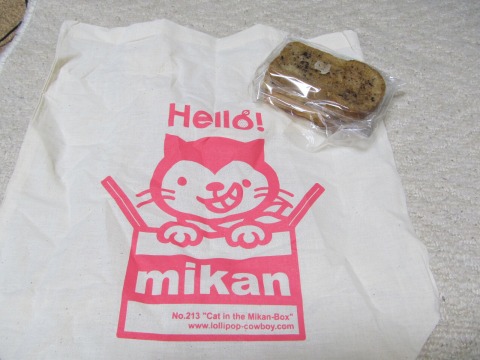 Hello!
mikan
No.213 "Cat in the Mikan-Box"
www.lollipop-cowboy.com